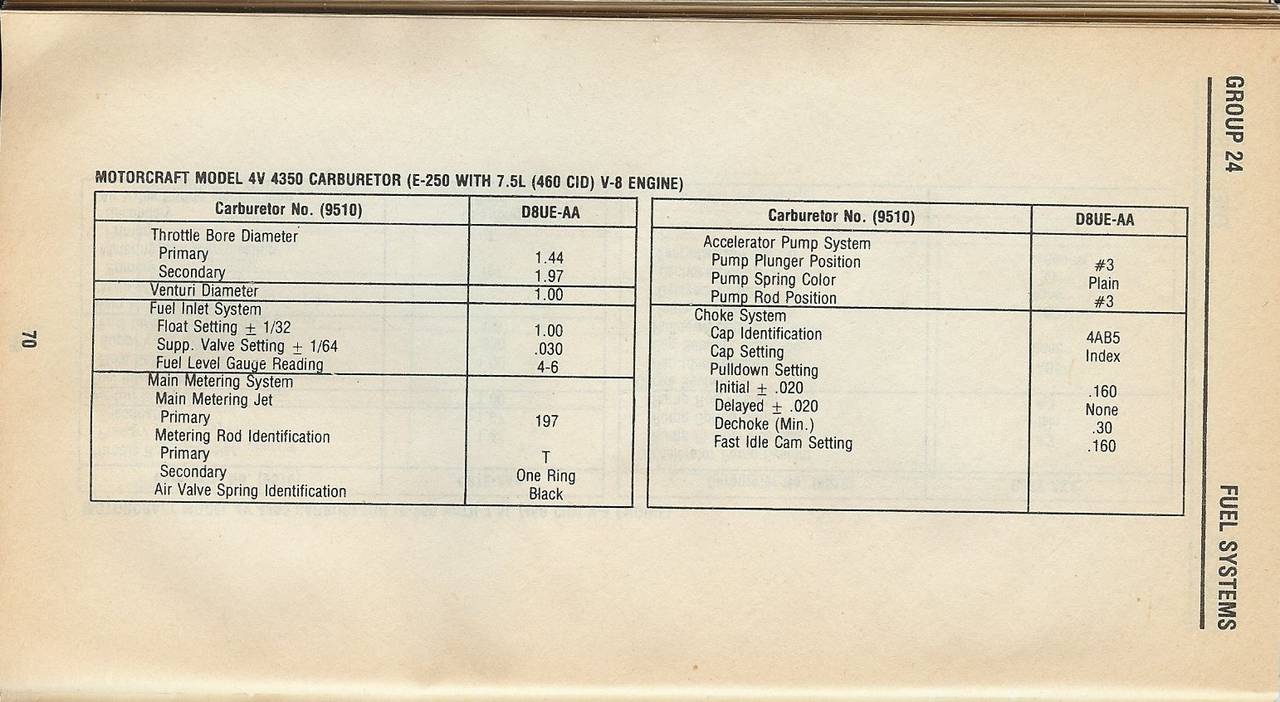 GROUP 24
FUEL SYSTEMS
MOTORCRAFT MODEL 4V 4350 CARBURETOR (E-250 WITH 7.5L (460 CID) V-8 ENGINE)
Carburetor No. (9510) D8UE-AA
Throttle Bore Diameter
Primary 1.44
Secondary 1.97
Venturi Diameter 1.00
Fuel Inlet System
Float Setting ± 1/32 1.00
Supp. Valve Setting ± 1/64 .030
Fuel Level Gauge Reading 4-6
Main Metering System
Main Metering Jet
Primary 197
Metering Rod Identification
Primary T
Secondary One Ring
Air Valve Spring Identification Black
Carburetor No. (9510) D8UE-AA
Accelerator Pump System
Pump Plunger Position #3
Pump Spring Color Plain
Pump Rod Position #3
Choke System
Cap Identification 4AB5
Cap Setting Index
Pulldown Setting
Initial ± .020 .160
Delayed ± .020 None
Dechoke (Min.) .30
Fast Idle Cam Setting .160
70